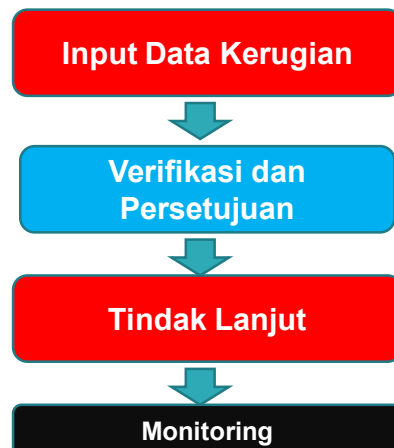 Input Data Kerugian
Verifikasi dan
Persetujuan
Tindak Lanjut
Monitoring